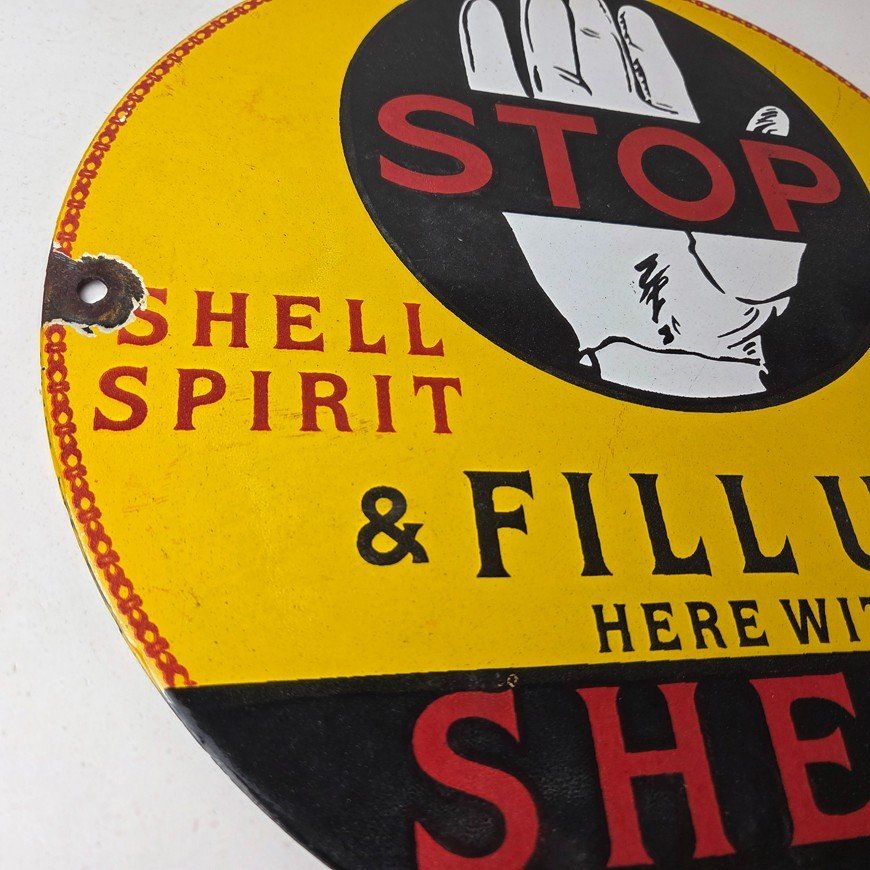 STOP
SHELL
SPIRIT
& FILL U
HERE WIT
SHE